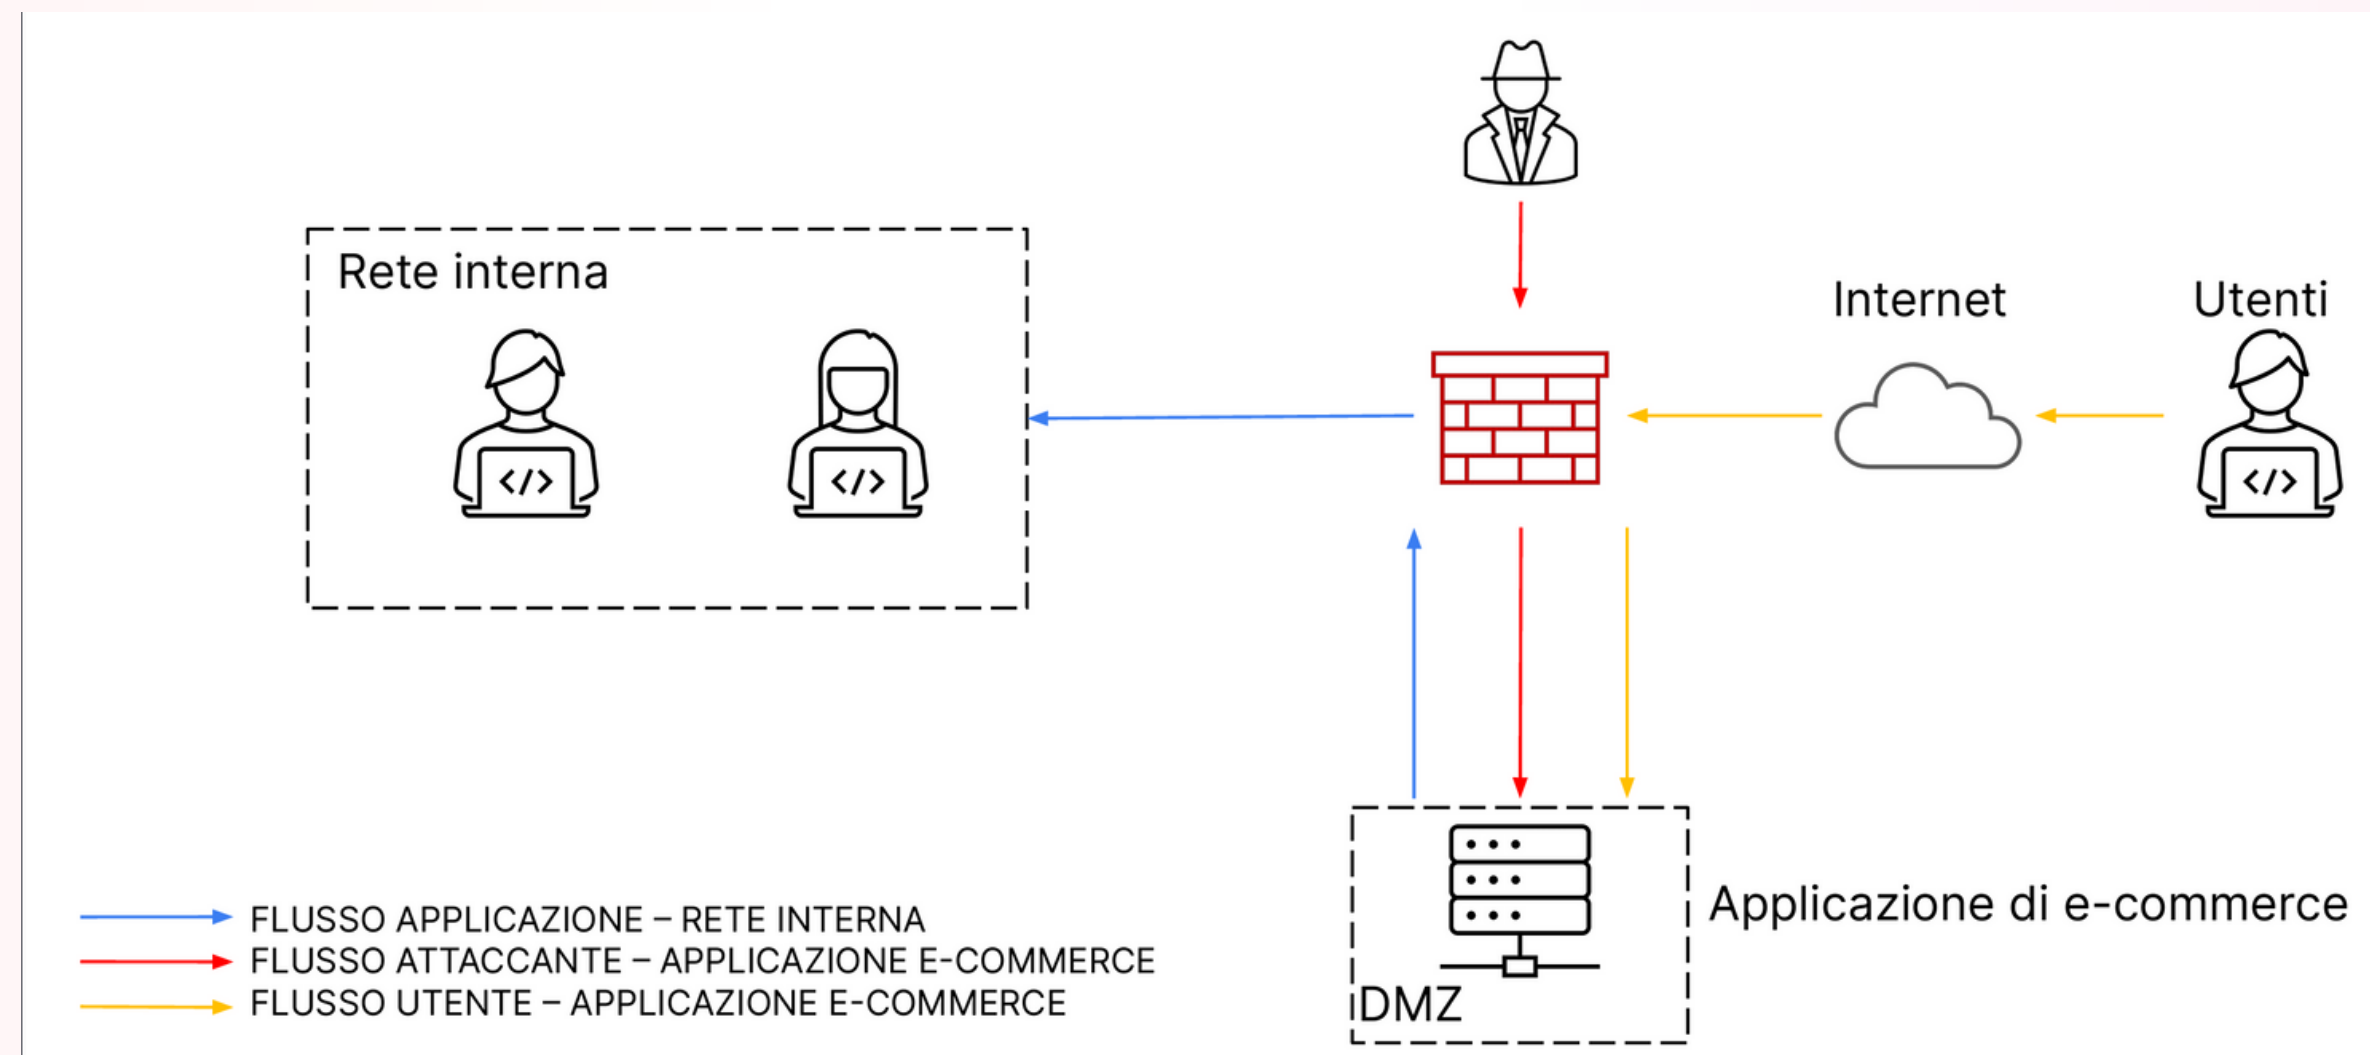 Rete interna
Internet
Utenti
</>
</>
</>
Applicazione di e-commerce
DMZ
FLUSSO APPLICAZIONE – RETE INTERNA
FLUSSO ATTACCANTE – APPLICAZIONE E-COMMERCE
FLUSSO UTENTE – APPLICAZIONE E-COMMERCE